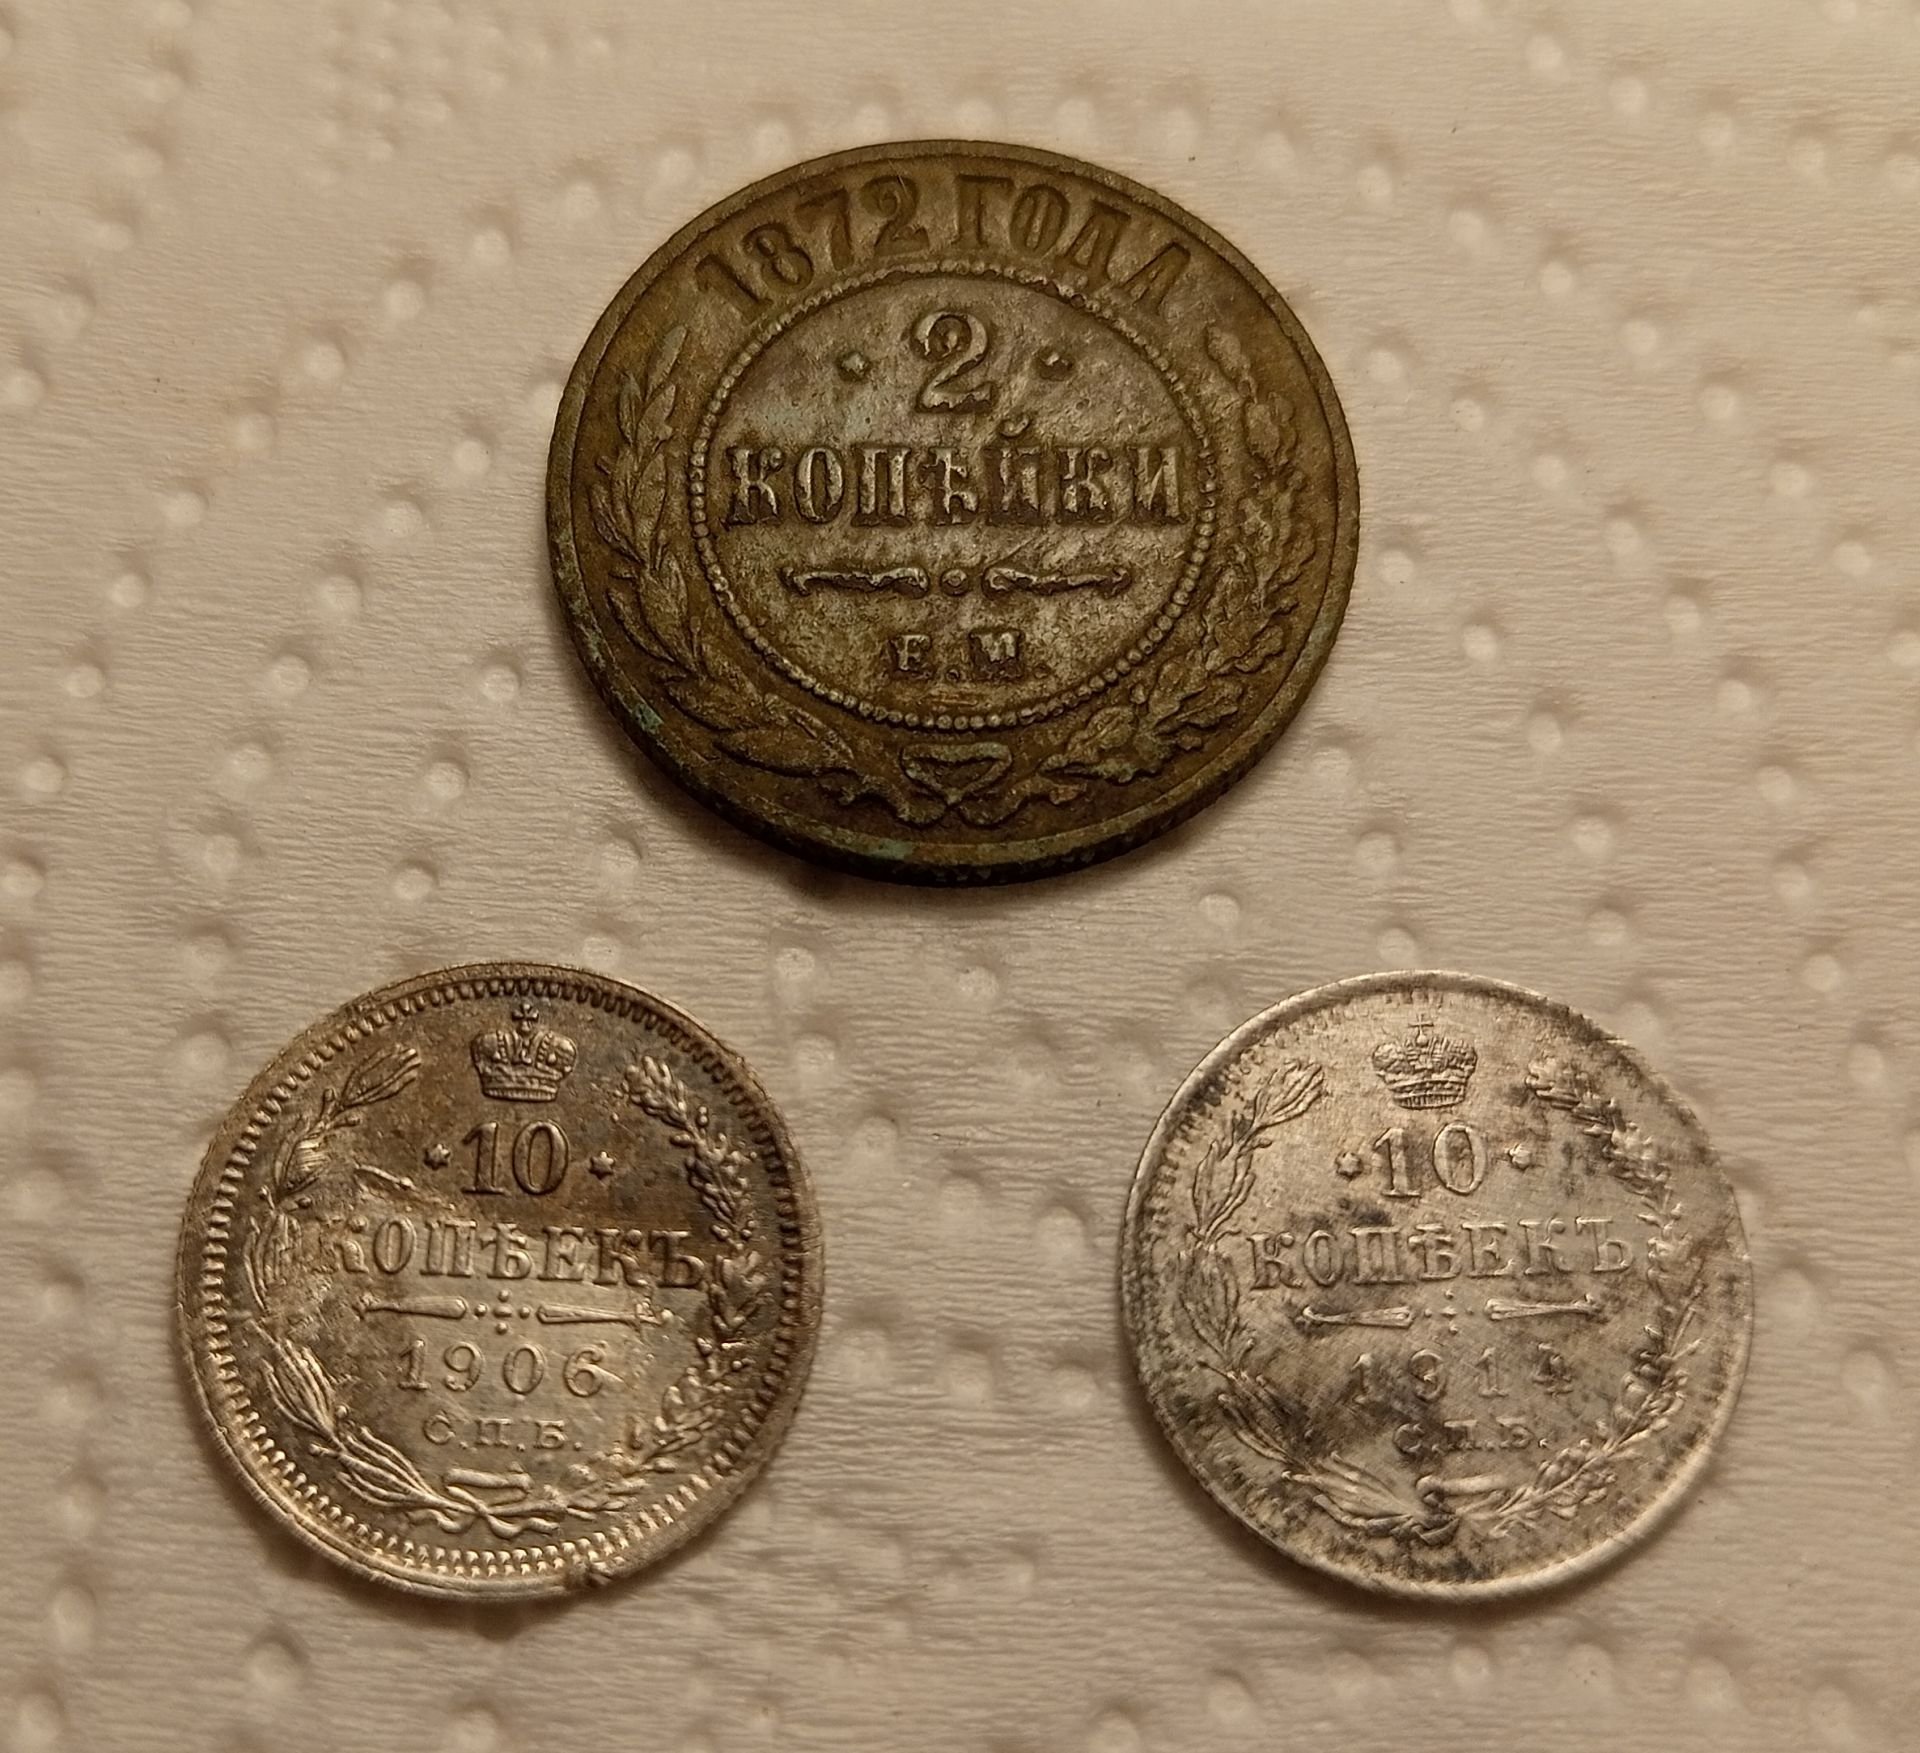 1872 ГОДА
· 2 ·
КОПѢЙКИ
Е.М.
· 10 ·
КОПѢЕКЪ
1906
С.П.Б.
· 10 ·
КОПѢЕКЪ
1914
С.П.Б.